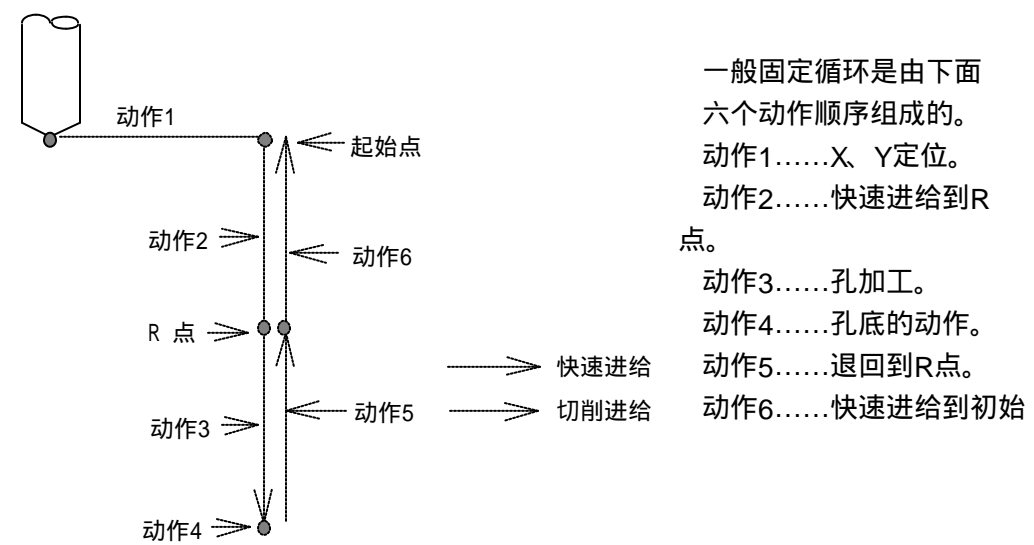 动作1
起始点
动作2
动作6
R 点
快速进给
动作5
切削进给
动作3
动作4
一般固定循环是由下面
六个动作顺序组成的。
动作1……X、Y定位。
动作2……快速进给到R
点。
动作3……孔加工。
动作4……孔底的动作。
动作5……退回到R点。
动作6……快速进给到初始